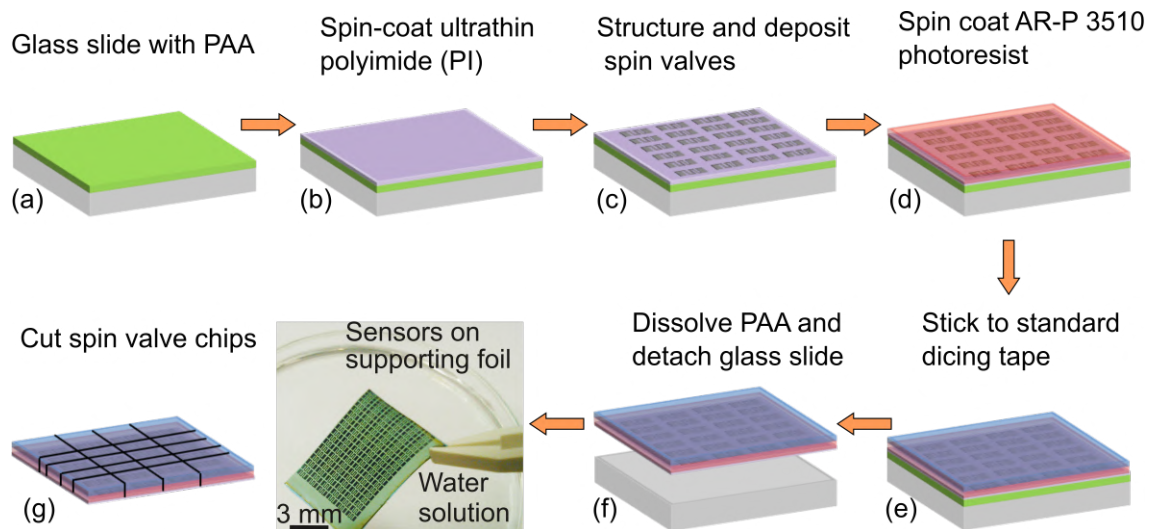 Glass slide with PAA
(a)
Spin-coat ultrathin
polyimide (PI)
(b)
Structure and deposit
spin valves
(c)
Spin coat AR-P 3510
photoresist
(d)
Stick to standard
dicing tape
(e)
Dissolve PAA and
detach glass slide
(f)
Sensors on
supporting foil
Water
solution
3 mm
Cut spin valve chips
(g)